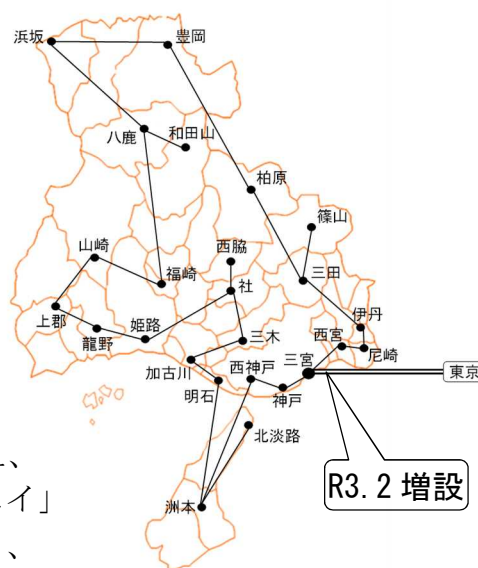 浜坂
豊岡
八鹿
和田山
柏原
篠山
山崎
西脇
福崎
社
三田
上郡
龍野
姫路
三木
伊丹
西宮
尼崎
加古川
西神戸
三宮
東京
明石
神戸
北淡路
R3.2 増設
洲本
、
イ」
、